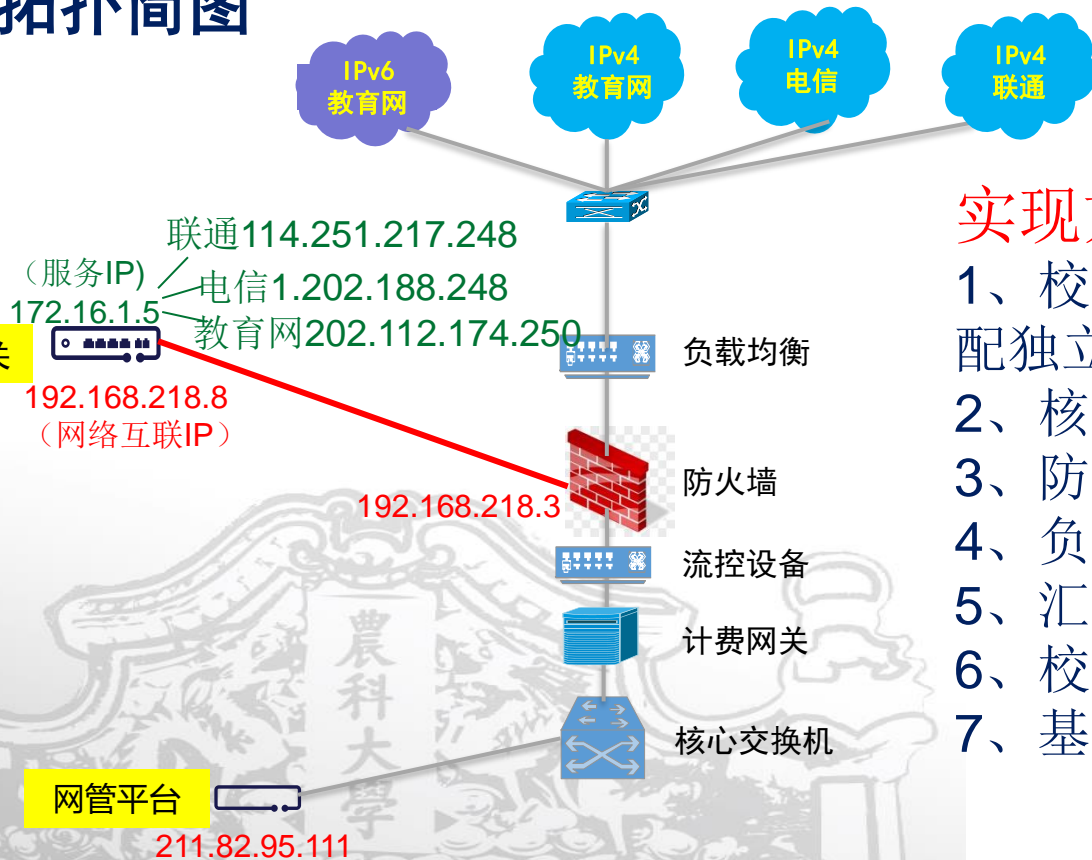 拓扑简图
IPv6
教育网
IPv4
教育网
IPv4
电信
IPv4
联通
联通114.251.217.248
（服务IP)
172.16.1.5
电信1.202.188.248
教育网202.112.174.250
关
192.168.218.8
（网络互联IP）
192.168.218.3
负载均衡
防火墙
流控设备
计费网关
核心交换机
网管平台
211.82.95.111
实现
1、校
配独立
2、核
3、防
4、负
5、汇
6、校
7、基
農
科
大
學